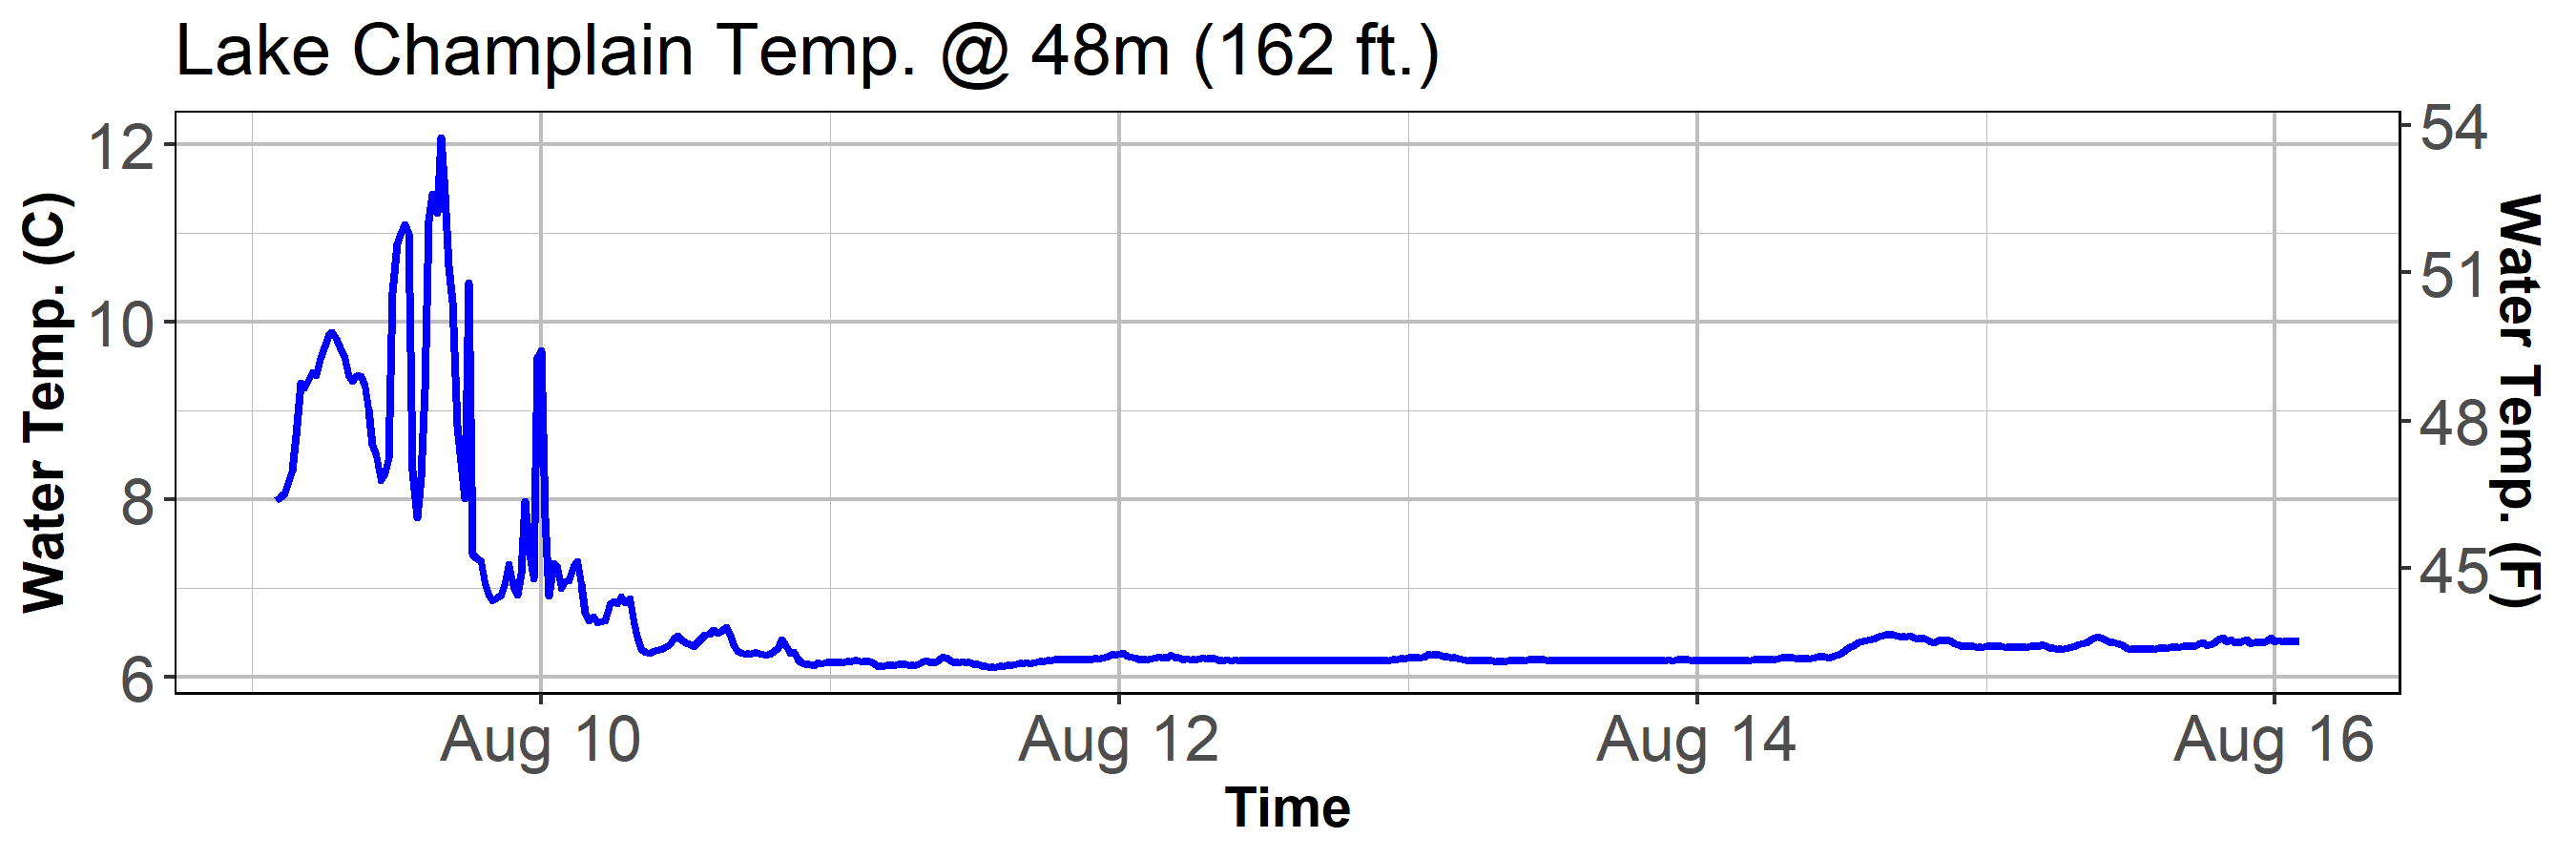 Lake Champlain Temp. @ 48m (162 ft.)
12
10
8
6
Water Temp. (C)
54
51
48
45
Water Temp. (F)
Aug 10
Aug 12
Aug 14
Aug 16
Time